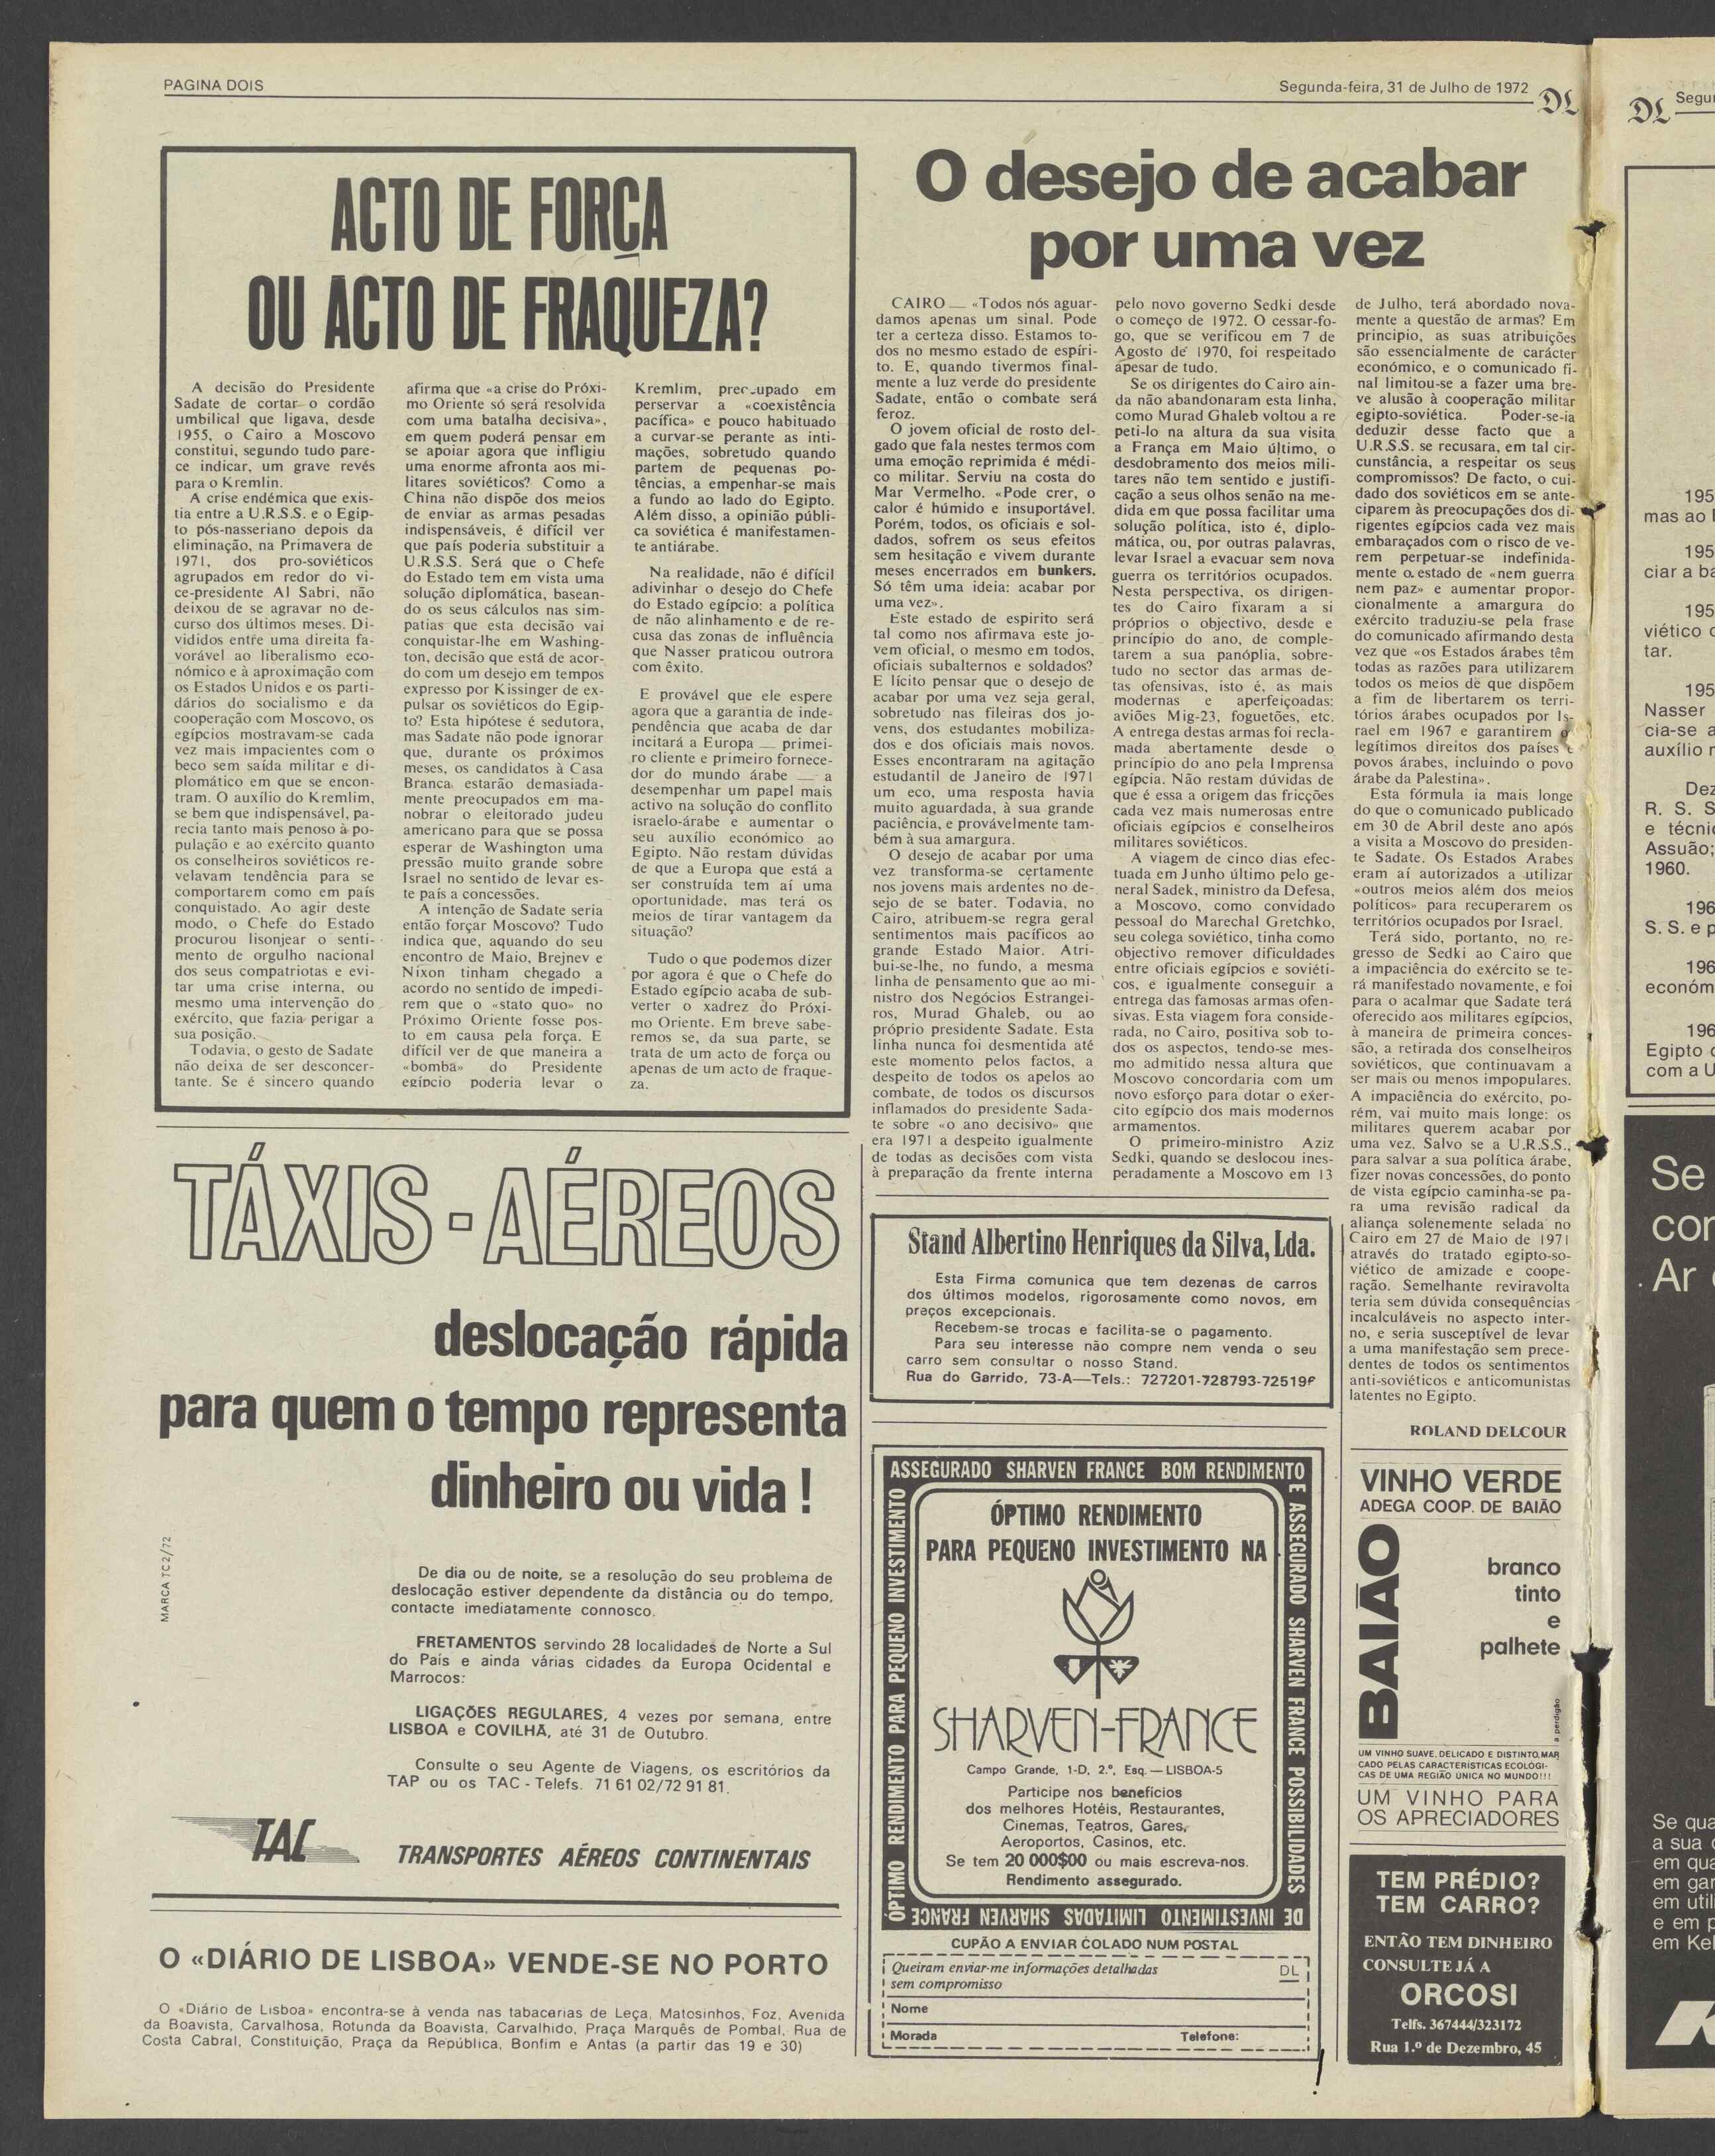 PAGINA DOIS
Segunda-feira, 31 de Julho de 1972 DL
ACTO DE FORÇA
OU ACTO DE FRAQUEZA?
A decisão do Presidente
Sadate de cortar o cordão
umbilical que ligava, desde
1955, o Cairo a Moscovo
constitui, segundo tudo pare-
ce indicar, um grave revés
para o Kremlin.
A crise endémica que exis-
tia entre a U.R.S.S. e o Egip-
to pós-nasseriano depois da
eliminação, na Primavera de
1971, dos pro-soviéticos
agrupados em redor do vi-
ce-presidente Al Sabri, não
deixou de se agravar no de-
curso dos últimos meses. Di-
vididos entre uma direita fa-
vorável ao liberalismo eco-
nómico e à aproximação com
os Estados Unidos e os parti-
dários do socialismo e da
cooperação com Moscovo, os
egípcios mostravam-se cada
vez mais impacientes com o
beco sem saída militar e di-
plomático em que se encon-
tram. O auxílio do Kremlim,
se bem que indispensável, pa-
recia tanto mais penoso à po-
pulação e ao exército quanto
os conselheiros soviéticos re-
velavam tendência para se
comportarem como em país
conquistado. Ao agir deste
modo, o Chefe do Estado
procurou lisonjear o senti-
mento de orgulho nacional
dos seus compatriotas e evi-
tar uma crise interna, ou
mesmo uma intervenção do
exército, que fazia perigar a
sua posição.
Todavia, o gesto de Sadate
não deixa de ser desconcer-
tante. Se é sincero quando
afirma que «a crise do Próxi-
mo Oriente só será resolvida
com uma batalha decisiva»,
em quem poderá pensar em
se apoiar agora que infligiu
uma enorme afronta aos mi-
litares soviéticos? Como a
China não dispõe dos meios
de enviar as armas pesadas
indispensáveis, é difícil ver
que país poderia substituir a
U.R.S.S. Será que o Chefe
do Estado tem em vista uma
solução diplomática, basean-
do os seus cálculos nas sim-
patias que esta decisão vai
conquistar-lhe em Washing-
ton, decisão que está de acor-
do com um desejo em tempos
expresso por Kissinger de ex-
pulsar os soviéticos do Egip-
to? Esta hipótese é sedutora,
mas Sadate não pode ignorar
que, durante os próximos
meses, os candidatos à Casa
Branca estarão demasiada-
mente preocupados em ma-
nobrar o eleitorado judeu
americano para que se possa
esperar de Washington uma
pressão muito grande sobre
Israel no sentido de levar es-
te país a concessões.
A intenção de Sadate seria
então forçar Moscovo? Tudo
indica que, aquando do seu
encontro de Maio, Brejnev e
Nixon tinham chegado a
acordo no sentido de impedi-
rem que o «stato quo» no
Próximo Oriente fosse pos-
to em causa pela força. E
difícil ver de que maneira a
«bomba» do Presidente
egípcio poderia levar o
Kremlim, preocupado em
perservar a «coexistência
pacífica» e pouco habituado
a curvar-se perante as inti-
mações, sobretudo quando
partem de pequenas po-
tências, a empenhar-se mais
a fundo ao lado do Egipto.
Além disso, a opinião públi-
ca soviética é manifestamen-
te antiárabe.
Na realidade, não é difícil
adivinhar o desejo do Chefe
do Estado egípcio: a política
de não alinhamento e de re-
cusa das zonas de influência
que Nasser praticou outrora
com êxito.
E provável que ele espere
agora que a garantia de inde-
pendência que acaba de dar
incitará a Europa — primei-
ro cliente e primeiro fornece-
dor do mundo árabe — a
desempenhar um papel mais
activo na solução do conflito
israelo-árabe e aumentar o
seu auxílio económico ao
Egipto. Não restam dúvidas
de que a Europa que está a
ser construída tem aí uma
oportunidade, mas terá os
meios de tirar vantagem da
situação?
Tudo o que podemos dizer
por agora é que o Chefe do
Estado egípcio acaba de sub-
verter o xadrez do Próxi-
mo Oriente. Em breve sabe-
remos se, da sua parte, se
trata de um acto de força ou
apenas de um acto de fraque-
za.
O desejo de acabar
por uma vez
CAIRO — «Todos nós aguar-
damos apenas um sinal. Pode
ter a certeza disso. Estamos to-
dos no mesmo estado de espíri-
to. E, quando tivermos final-
mente a luz verde do presidente
Sadate, então o combate será
feroz.
O jovem oficial de rosto del-
gado que fala nestes termos com
uma emoção reprimida é médi-
co militar. Serviu na costa do
Mar Vermelho. «Pode crer, o
calor é húmido e insuportável.
Porém, todos, os oficiais e sol-
dados, sofrem os seus efeitos
sem hesitação e vivem durante
meses encerrados em bunkers.
Só têm uma ideia: acabar por
uma vez».
Este estado de espirito será
tal como nos afirmava este jo-
vem oficial, o mesmo em todos,
oficiais subalternos e soldados?
E lícito pensar que o desejo de
acabar por uma vez seja geral,
sobretudo nas fileiras dos jo-
vens, dos estudantes mobiliza-
dos e dos oficiais mais novos.
Esses encontraram na agitação
estudantil de Janeiro de 1971
um eco, uma resposta havia
muito aguardada, à sua grande
paciência, e provávelmente tam-
bém à sua amargura.
O desejo de acabar por uma
vez transforma-se certamente
nos jovens mais ardentes no de-
sejo de se bater. Todavia, no
Cairo, atribuem-se regra geral
sentimentos mais pacíficos ao
grande Estado Maior. Atri-
bui-se-lhe, no fundo, a mesma
linha de pensamento que ao mi-
nistro dos Negócios Estrangei-
ros, Murad Ghaleb, ou ao
próprio presidente Sadate. Esta
linha nunca foi desmentida até
este momento pelos factos, a
despeito de todos os apelos ao
combate, de todos os discursos
inflamados do presidente Sada-
te sobre «o ano decisivo» que
era 1971 a despeito igualmente
de todas as decisões com vista
à preparação da frente interna
pelo novo governo Sedki desde
o começo de 1972. O cessar-fo-
go, que se verificou em 7 de
Agosto de 1970, foi respeitado
ápesar de tudo.
Se os dirigentes do Cairo ain-
da não abandonaram esta linha,
como Murad Ghaleb voltou a re
peti-lo na altura da sua visita
a França em Maio último, o
desdobramento dos meios mili-
tares não tem sentido e justifi-
cação a seus olhos senão na me-
dida em que possa facilitar uma
solução política, isto é, diplo-
mática, ou, por outras palavras,
levar Israel a evacuar sem nova
guerra os territórios ocupados.
Nesta perspectiva, os dirigen-
tes do Cairo fixaram a si
próprios o objectivo, desde e
princípio do ano, de comple-
tarem a sua panóplia, sobre-
tudo no sector das armas de-
tas ofensivas, isto é, as mais
modernas e aperfeiçoadas:
aviões Mig-23, foguetões, etc.
A entrega destas armas foi recla-
mada abertamente desde o
princípio do ano pela Imprensa
egípcia. Não restam dúvidas de
que é essa a origem das fricções
cada vez mais numerosas entre
oficiais egípcios e conselheiros
militares soviéticos.
A viagem de cinco dias efec-
tuada em Junho último pelo ge-
neral Sadek, ministro da Defesa,
a Moscovo, como convidado
pessoal do Marechal Gretchko,
seu colega soviético, tinha como
objectivo remover dificuldades
entre oficiais egípcios e soviéti-
cos, e igualmente conseguir a
entrega das famosas armas ofen-
sivas. Esta viagem fora conside-
rada, no Cairo, positiva sob to-
dos os aspectos, tendo-se mes-
mo admitido nessa altura que
Moscovo concordaria com um
novo esforço para dotar o exér-
cito egípcio dos mais modernos
armamentos.
O primeiro-ministro Aziz
Sedki, quando se deslocou ines-
peradamente a Moscovo em 13
de Julho, terá abordado nova-
mente a questão de armas? Em
principio, as suas atribuições
são essencialmente de carácter
económico, e o comunicado fi-
nal limitou-se a fazer uma bre-
ve alusão à cooperação militar
egipto-soviética. Poder-se-ia
deduzir desse facto que a
U.R.S.S. se recusara, em tal cir-
cunstância, a respeitar os seus
compromissos? De facto, o cui-
dado dos soviéticos em se ante-
ciparem às preocupações dos di-
rigentes egípcios cada vez mais
embaraçados com o risco de ve-
rem perpetuar-se indefinida-
mente o estado de «nem guerra
nem paz» e aumentar propor-
cionalmente a amargura do
exército traduziu-se pela frase
do comunicado afirmando desta
vez que «os Estados árabes têm
todas as razões para utilizarem
todos os meios de que dispõem
a fim de libertarem os terri-
tórios árabes ocupados por Is-
rael em 1967 e garantirem
legítimos direitos dos países e
povos árabes, incluindo o povo
árabe da Palestina».
Esta fórmula ia mais longe
do que o comunicado publicado
em 30 de Abril deste ano após
a visita a Moscovo do presiden-
te Sadate. Os Estados Arabes
eram aí autorizados a utilizar
«outros meios além dos meios
políticos» para recuperarem os
territórios ocupados por Israel.
Terá sido, portanto, no re-
gresso de Sedki ao Cairo que
a impaciência do exército se te-
rá manifestado novamente, e foi
para o acalmar que Sadate terá
oferecido aos militares egípcios,
à maneira de primeira conces-
são, a retirada dos conselheiros
soviéticos, que continuavam a
ser mais ou menos impopulares.
A impaciência do exército, po-
rém, vai muito mais longe: os
militares querem acabar por
uma vez. Salvo se a U.R.S.S.,
para salvar a sua política árabe,
fizer novas concessões, do ponto
de vista egípcio caminha-se pa-
ra uma revisão radical da
aliança solenemente selada no
Cairo em 27 de Maio de 1971
através do tratado egipto-so-
viético de amizade e coope-
ração. Semelhante reviravolta
teria sem dúvida consequências
incalculáveis no aspecto inter-
no, e seria susceptível de levar
a uma manifestação sem prece-
dentes de todos os sentimentos
anti-soviéticos e anticomunistas
latentes no Egipto.
ROLAND DELCOUR
TÁXIS-AÉREOS
deslocação rápida
para quem o tempo representa
dinheiro ou vida !
MARCA TC2/72
De dia ou de noite, se a resolução do seu problema de
deslocação estiver dependente da distância ou do tempo,
contacte imediatamente connosco.
FRETAMENTOS servindo 28 localidades de Norte a Sul
do País e ainda várias cidades da Europa Ocidental e
Marrocos:
LIGAÇÕES REGULARES, 4 vezes por semana, entre
LISBOA e COVILHÃ, até 31 de Outubro.
Consulte o seu Agente de Viagens, os escritórios da
TAP ou os TAC - Telefs. 71 61 02/72 91 81.
TAC
TRANSPORTES AÉREOS CONTINENTAIS
O «DIÁRIO DE LISBOA» VENDE-SE NO PORTO
O «Diário de Lisboa» encontra-se à venda nas tabacarias de Leça, Matosinhos, Foz, Avenida
da Boavista, Carvalhosa, Rotunda da Boavista, Carvalhido, Praça Marquês de Pombal, Rua de
Costa Cabral, Constituição, Praça da República, Bonfim e Antas (a partir das 19 e 30)
Stand Albertino Henriques da Silva, Lda.
Esta Firma comunica que tem dezenas de carros
dos últimos modelos, rigorosamente como novos, em
preços excepcionais.
Recebem-se trocas e facilita-se o pagamento.
Para seu interesse não compre nem venda o seu
carro sem consultar o nosso Stand.
Rua do Garrido, 73-A—Tels.: 727201-728793-72519
ASSEGURADO SHARVEN FRANCE BOM RENDIMENTO
E ASSEGURADO SHARVEN FRANCE POSSIBILIDADES
DE INVESTIMENTO LIMITADAS SHARVEN FRANCE
ÓPTIMO RENDIMENTO PARA PEQUENO INVESTIMENTO
ÓPTIMO RENDIMENTO
PARA PEQUENO INVESTIMENTO NA
SHARVEN-FRANCE
Campo Grande, 1-D, 2.º, Esq. — LISBOA-5
Participe nos benefícios
dos melhores Hotéis, Restaurantes,
Cinemas, Teatros, Gares,
Aeroportos, Casinos, etc.
Se tem 20 000$00 ou mais escreva-nos.
Rendimento assegurado.
CUPÃO A ENVIAR COLADO NUM POSTAL
Queiram enviar-me informações detalhadas DL
sem compromisso
Nome
Morada Telefone:
VINHO VERDE
ADEGA COOP. DE BAIÃO
BAIÃO
branco
tinto
e
palhete
a perdigão
UM VINHO SUAVE, DELICADO E DISTINTO, MAR
CADO PELAS CARACTERISTICAS ECOLOGI-
CAS DE UMA REGIÃO UNICA NO MUNDO!!!
UM VINHO PARA
OS APRECIADORES
TEM PRÉDIO?
TEM CARRO?
ENTÃO TEM DINHEIRO
CONSULTE JÁ A
ORCOSI
Telfs. 367444/323172
Rua 1.º de Dezembro, 45
DL Segu
195
mas ao
195
ciar a ba
195
viético
tar.
195
Nasser
cia-se a
auxílio
Dez
R. S. S
e técni
Assuão;
1960.
196
S. S. e p
196
económ
196
Egipto
com a U
Se
cor
Ar
Se qua
a sua
em qua
em gar
em util
e em p
em Kel
K